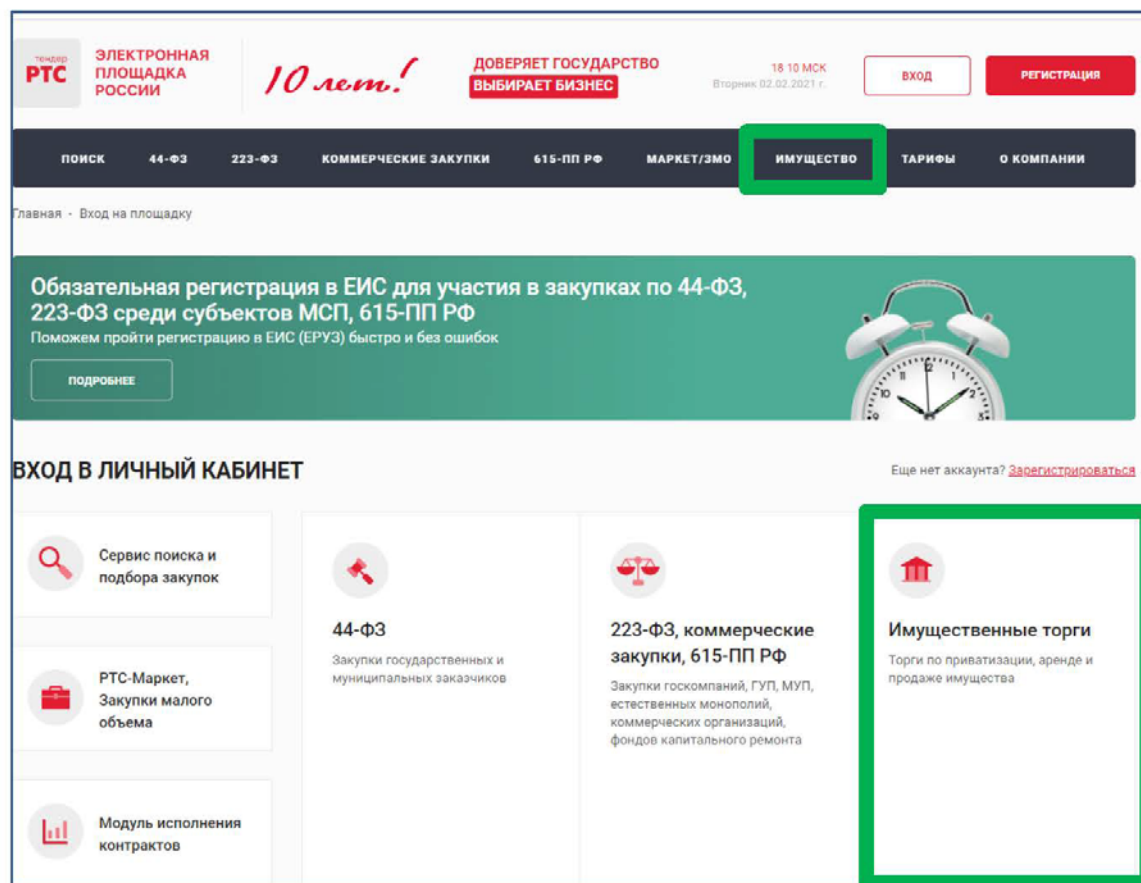 тендер
РТС
ЭЛЕКТРОННАЯ
ПЛОЩАДКА
РОССИИ
10 лет!
ДОВЕРЯЕТ ГОСУДАРСТВО
ВЫБИРАЕТ БИЗНЕС
18 10 МСК
Вторник 02.02.2021 г.
ВХОД
РЕГИСТРАЦИЯ
ПОИСК 44-ФЗ 223-ФЗ КОММЕРЧЕСКИЕ ЗАКУПКИ 615-ПП РФ МАРКЕТ/ЗМО ИМУЩЕСТВО ТАРИФЫ О КОМПАНИИ
Главная - Вход на площадку
Обязательная регистрация в ЕИС для участия в закупках по 44-ФЗ,
223-ФЗ среди субъектов МСП, 615-ПП РФ
Поможем пройти регистрацию в ЕИС (ЕРУЗ) быстро и без ошибок
ПОДРОБНЕЕ
ВХОД В ЛИЧНЫЙ КАБИНЕТ
Еще нет аккаунта? Зарегистрироваться
Сервис поиска и
подбора закупок
РТС-Маркет,
Закупки малого
объема
Модуль исполнения
контрактов
44-ФЗ
Закупки государственных и
муниципальных заказчиков
223-ФЗ, коммерческие
закупки, 615-ПП РФ
Закупки госкомпаний, ГУП, МУП,
естественных монополий,
коммерческих организаций,
фондов капитального ремонта
Имущественные торги
Торги по приватизации, аренде и
продаже имущества